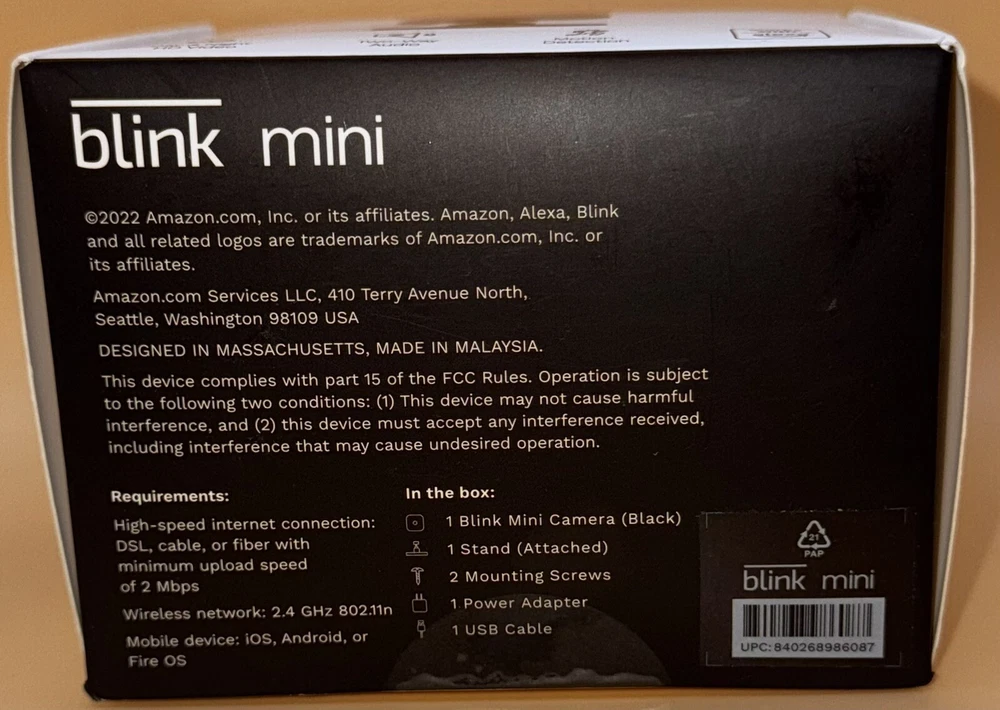 HD Video
Two-Way
Audio
Motion
Detection
blink mini
©2022 Amazon.com, Inc. or its affiliates. Amazon, Alexa, Blink
and all related logos are trademarks of Amazon.com, Inc. or
its affiliates.
Amazon.com Services LLC, 410 Terry Avenue North,
Seattle, Washington 98109 USA
DESIGNED IN MASSACHUSETTS, MADE IN MALAYSIA.
This device complies with part 15 of the FCC Rules. Operation is subject
to the following two conditions: (1) This device may not cause harmful
interference, and (2) this device must accept any interference received,
including interference that may cause undesired operation.
Requirements:
High-speed internet connection:
DSL, cable, or fiber with
minimum upload speed
of 2 Mbps
Wireless network: 2.4 GHz 802.11n
Mobile device: iOS, Android, or
Fire OS
In the box:
1 Blink Mini Camera (Black)
1 Stand (Attached)
2 Mounting Screws
1 Power Adapter
1 USB Cable
21
PAP
blink mini
UPC: 840268986087